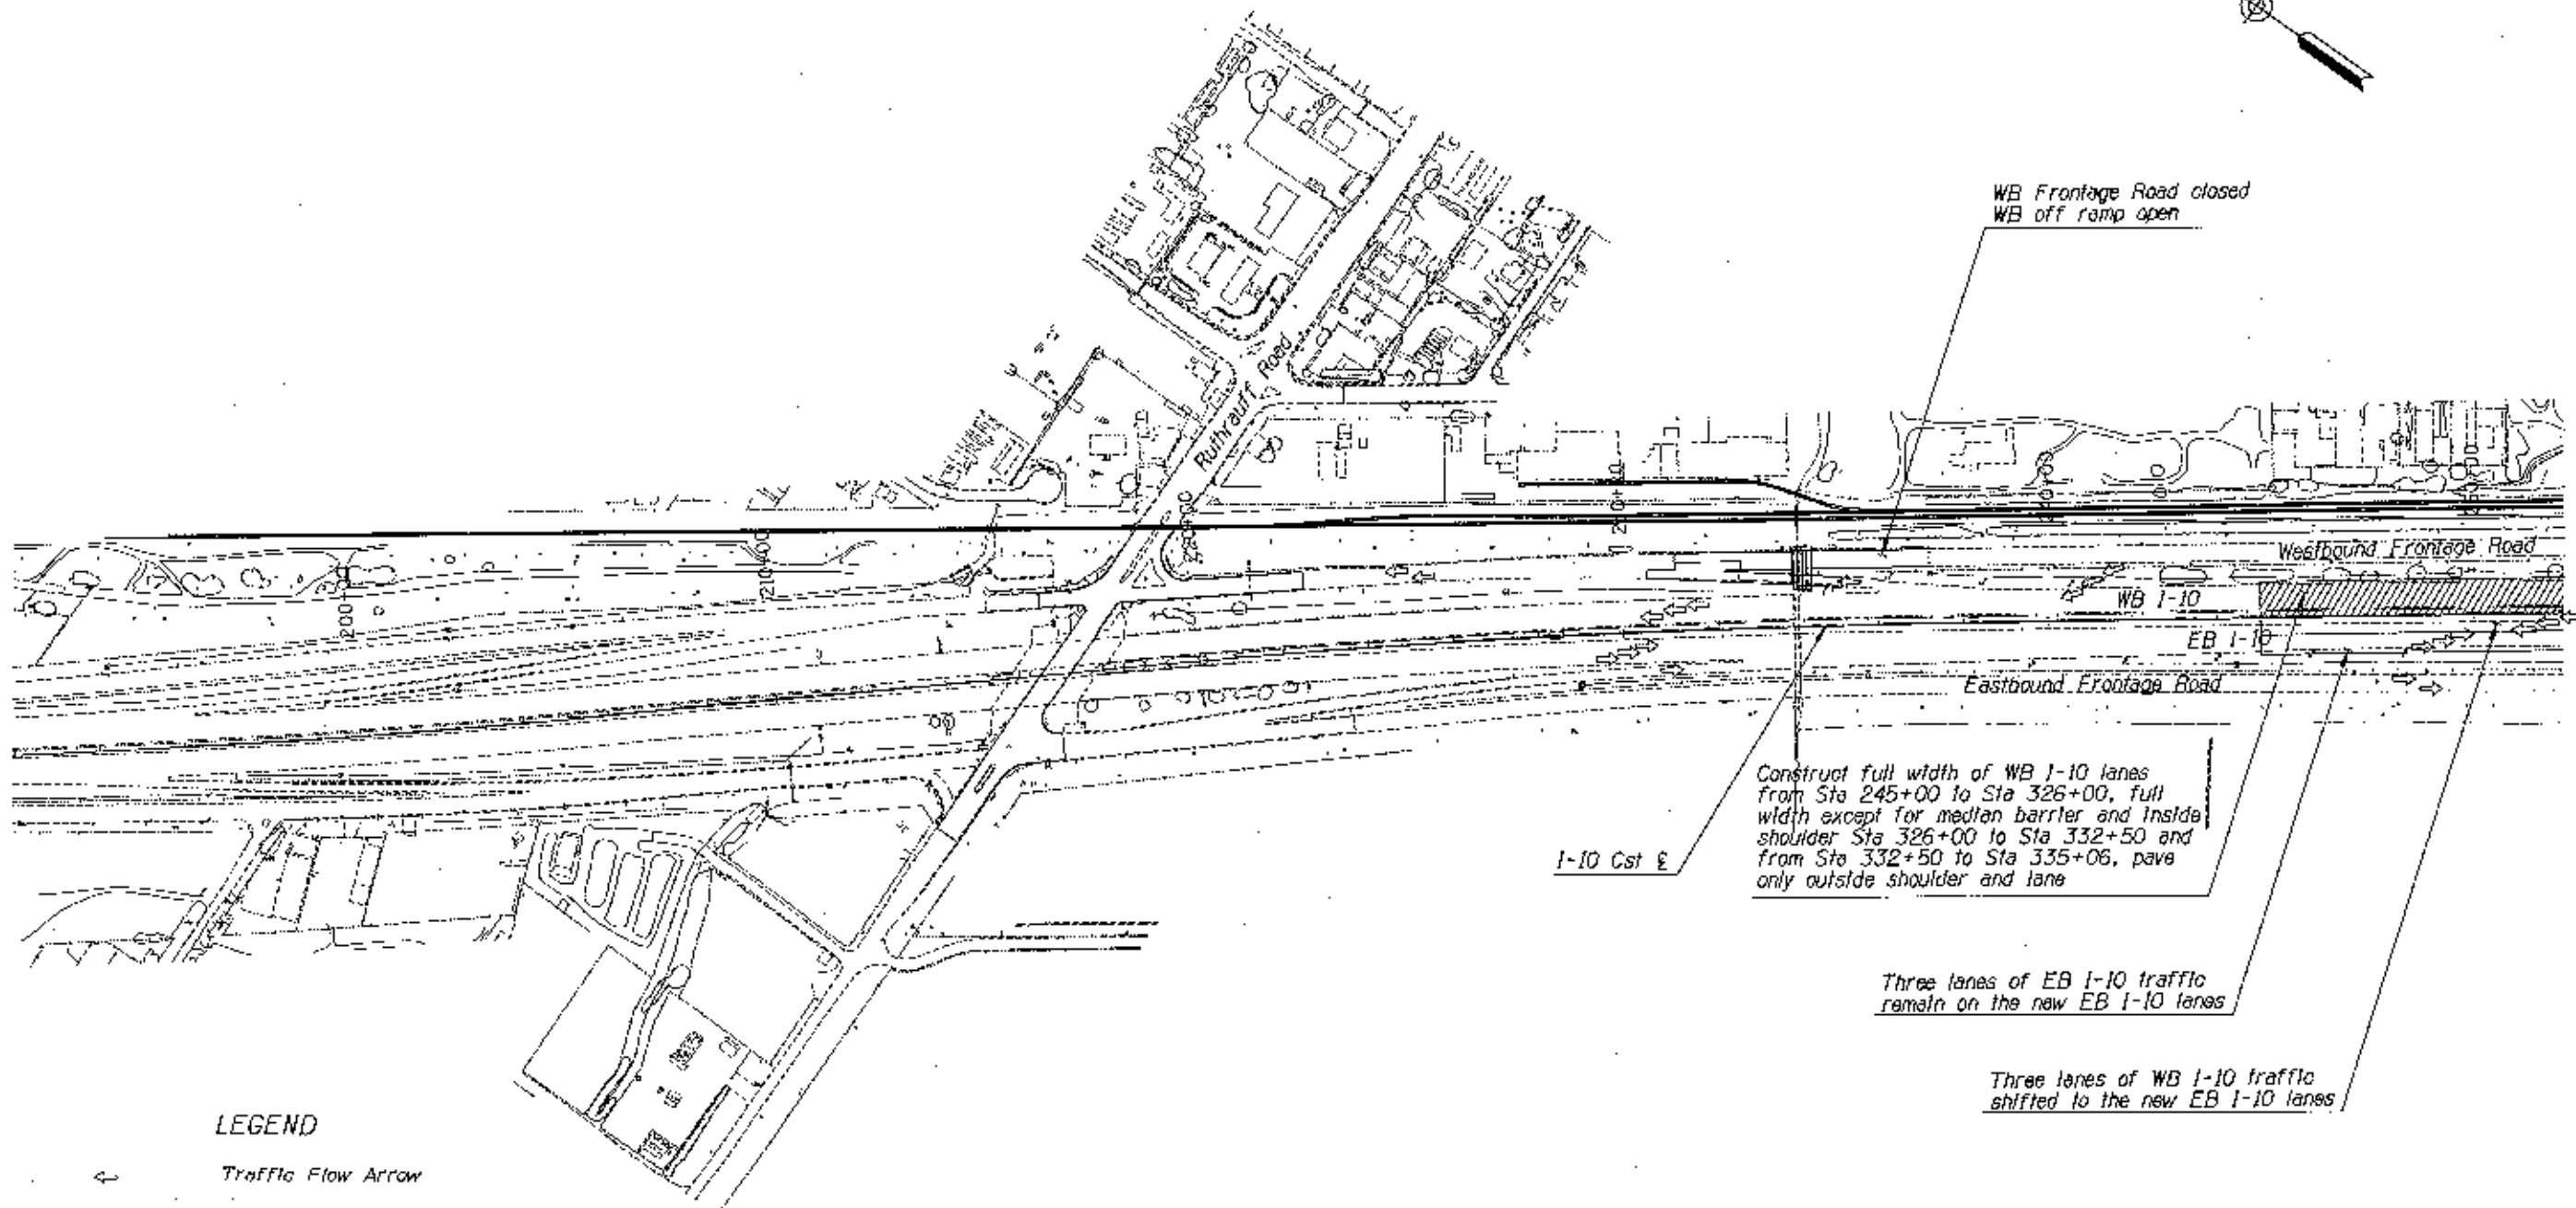 WB Frontage Road closed
WB off ramp open
Ruthrauff Road
210+00
Westbound Frontage Road
WB I-10
EB I-10
Eastbound Frontage Road
Construct full width of WB I-10 lanes
from Sta 245+00 to Sta 326+00, full
width except for median barrier and inside
shoulder Sta 326+00 to Sta 332+50 and
from Sta 332+50 to Sta 335+06, pave
only outside shoulder and lane
I-10 Cst ℄
Three lanes of EB I-10 traffic
remain on the new EB I-10 lanes
Three lanes of WB I-10 traffic
shifted to the new EB I-10 lanes
LEGEND
Traffic Flow Arrow